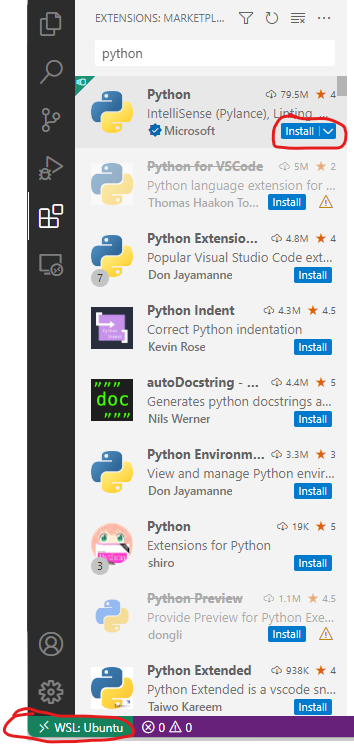 EXTENSIONS: MARKETPL...
python
Python 79.5M ★ 4
IntelliSense (Pylance), Linting, ...
Microsoft Install
Python for VSCode 5M ★ 2
Python language extension for ...
Thomas Haakon To... Install
Python Extensio... 4.8M ★ 4
Popular Visual Studio Code ext...
7 Don Jayamanne Install
Python Indent 4.3M ★ 4.5
Correct Python indentation
Kevin Rose Install
autoDocstring - ... 4.4M ★ 5
Generates python docstrings a...
doc
Nils Werner Install
Python Environm... 3.3M ★ 3
View and manage Python envir...
Don Jayamanne Install
Python 19K ★ 5
Extensions for Python
3 shiro Install
Python Preview 1.1M ★ 4.5
Provide Preview for Python Exe...
dongli Install
Python Extended 938K ★ 4
Python Extended is a vscode sn...
Taiwo Kareem Install
WSL: Ubuntu 0 0